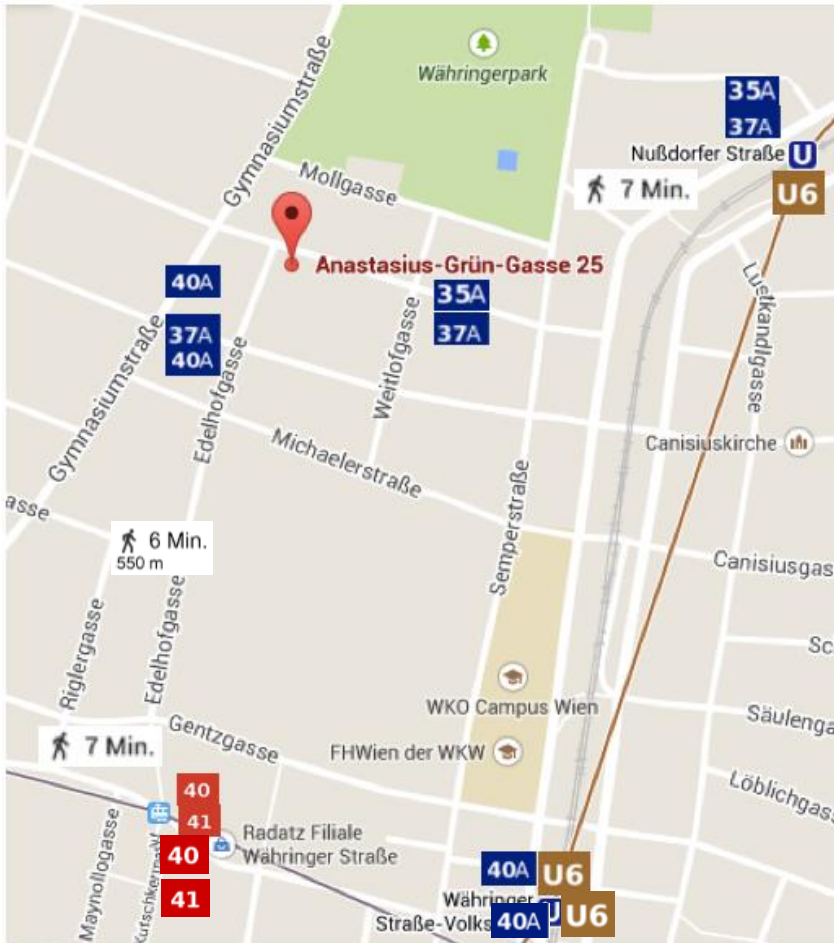 Währingerpark
35A
37A
Nußdorfer Straße U
U6
7 Min.
Gymnasiumstraße
Mollgasse
Anastasius-Grün-Gasse 25
40A
35A
37A
37A
40A
Lustkandlgasse
Weitlofgasse
Edelhofgasse
Gymnasiumstraße
Michaelerstraße
Canisiuskirche
asse
6 Min.
550 m
Semperstraße
Canisiusgas
Riglergasse
Edelhofgasse
Sc
WKO Campus Wien
Säulenga
Gentzgasse
7 Min.
FHWien der WKW
Löblichgass
40
41
Radatz Filiale
Währinger Straße
40
41
Maynollogasse
40A U6
Währinger
Straße-Volks
40A U6